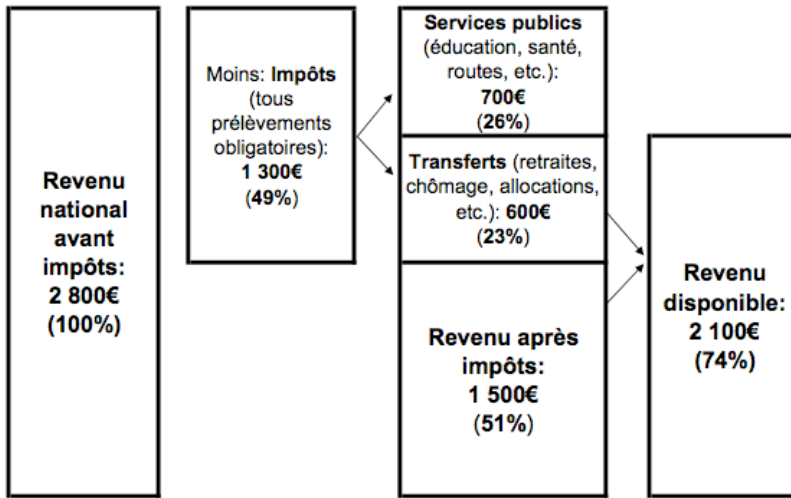 Revenu
national
avant
impôts:
2 800€
(100%)
Moins: Impôts
(tous
prélèvements
obligatoires):
1 300€
(49%)
Services publics
(éducation, santé,
routes, etc.):
700€
(26%)
Transferts (retraites,
chômage, allocations,
etc.): 600€
(23%)
Revenu après
impôts:
1 500€
(51%)
Revenu
disponible:
2 100€
(74%)